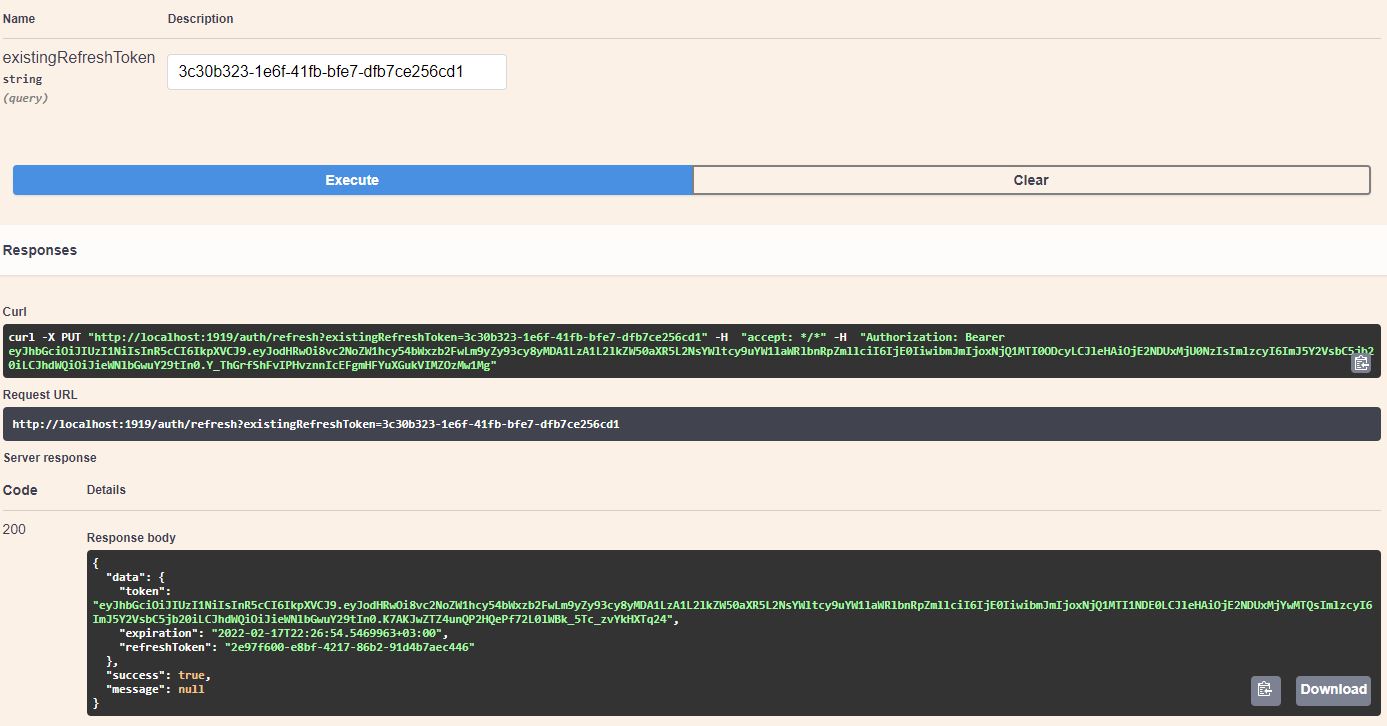 Name Description
existingRefreshToken 3c30b323-1e6f-41fb-bfe7-dfb7ce256cd1
string
(query)
Execute Clear
Responses
Curl
curl -X PUT "http://localhost:1919/auth/refresh?existingRefreshToken=3c30b323-1e6f-41fb-bfe7-dfb7ce256cd1" -H "accept: */*" -H "Authorization: Bearer
eyJhbGciOiJIUzI1NiIsInR5cCI6IkpXVCJ9.eyJodHRwOi8vc2NoZW1hcy54bWxzb2FwLm9yZy93cy8yMDA1LzA1L2lkZW50aXR5L2NsYWltcy9uYW1laWRlbnRpZmllciI6IjE0IiwibmJmIjoxNjQ1MTI0ODcyLCJleHAiOjE2NDUxMjU0NzIsImlzcyI6ImJ5Y2VsbC5jb2
0iLCJhdWQiOiJieWNlbGwuY29tIn0.Y_ThGrfShFvIPHvznnIcEFgmHFYuXGukVIMZOzMw1Mg"
Request URL
http://localhost:1919/auth/refresh?existingRefreshToken=3c30b323-1e6f-41fb-bfe7-dfb7ce256cd1
Server response
Code Details
200
Response body
{
"data": {
"token":
"eyJhbGciOiJIUzI1NiIsInR5cCI6IkpXVCJ9.eyJodHRwOi8vc2NoZW1hcy54bWxzb2FwLm9yZy93cy8yMDA1LzA1L2lkZW50aXR5L2NsYWltcy9uYW1laWRlbnRpZmllciI6IjE0IiwibmJmIjoxNjQ1MTI1NDE0LCJleHAiOjE2NDUxMjYwMTQsImlzcyI6
ImJ5Y2VsbC5jb20iLCJhdWQiOiJieWNlbGwuY29tIn0.K7AKJwZTZ4unQP2HQePf72L0lWBk_5Tc_zvYkHXTq24",
"expiration": "2022-02-17T22:26:54.5469963+03:00",
"refreshToken": "2e97f600-e8bf-4217-86b2-91d4b7aec446"
},
"success": true,
"message": null
}
Download